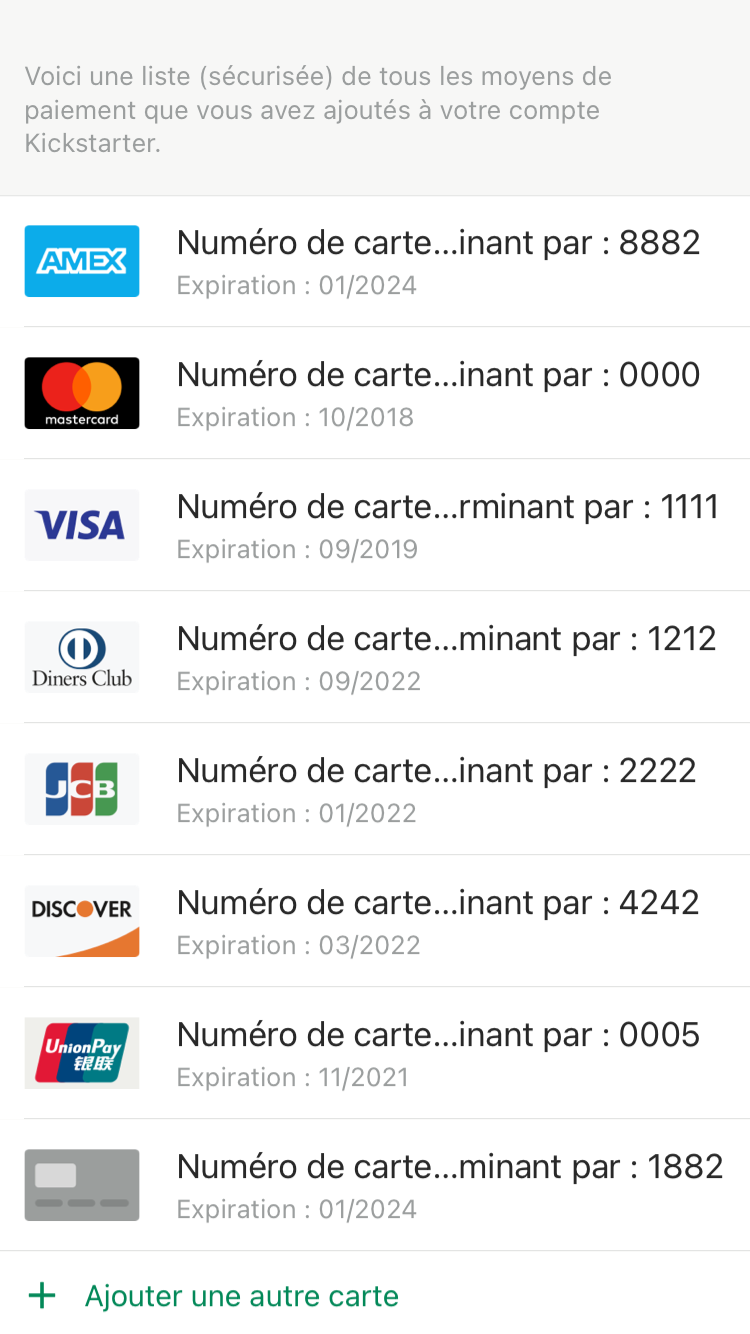 Voici une liste (sécurisée) de tous les moyens de
paiement que vous avez ajoutés à votre compte
Kickstarter.
AMEX
Numéro de carte...inant par : 8882
Expiration : 01/2024
mastercard
Numéro de carte...inant par : 0000
Expiration : 10/2018
VISA
Numéro de carte...rminant par : 1111
Expiration : 09/2019
Diners Club
Numéro de carte...minant par : 1212
Expiration : 09/2022
JCB
Numéro de carte...inant par : 2222
Expiration : 01/2022
DISCOVER
Numéro de carte...inant par : 4242
Expiration : 03/2022
UnionPay
银联
Numéro de carte...inant par : 0005
Expiration : 11/2021
Numéro de carte...minant par : 1882
Expiration : 01/2024
+ Ajouter une autre carte